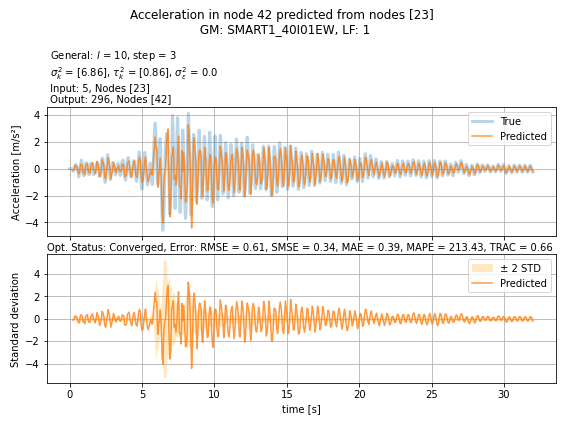 Acceleration in node 42 predicted from nodes [23]
GM: SMART1_40I01EW, LF: 1
General: l = 10, step = 3
σ_k^2 = [6.86], τ_k^2 = [0.86], σ_ε^2 = 0.0
Input: 5, Nodes [23]
Output: 296, Nodes [42]
Acceleration [m/s²]
4
2
0
−2
−4
True
Predicted
Opt. Status: Converged, Error: RMSE = 0.61, SMSE = 0.34, MAE = 0.39, MAPE = 213.43, TRAC = 0.66
Standard deviation
4
2
0
−2
−4
± 2 STD
Predicted
0 5 10 15 20 25 30
time [s]